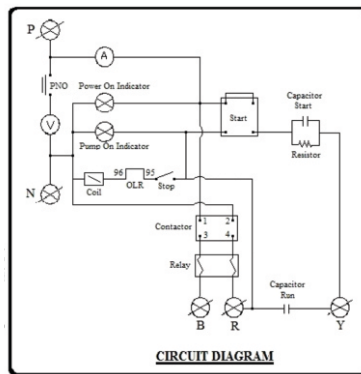 P
A
PNO
Power On Indicator
V
Pump On Indicator
Start
Capacitor
Start
Resistor
N
96
95
Coil
OLR
Stop
Contactor
1
2
3
4
Relay
Capacitor
Run
B
R
Y
CIRCUIT DIAGRAM